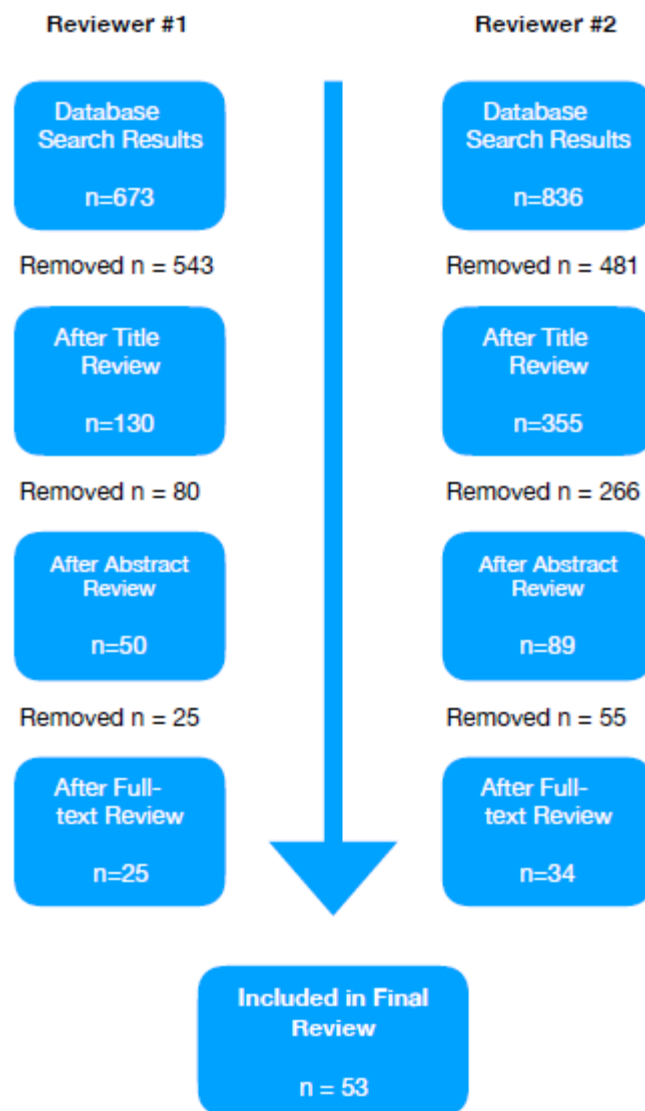 Reviewer #1
Reviewer #2
Database
Search Results
n=673
Database
Search Results
n=836
Removed n = 543
Removed n = 481
After Title
Review
n=130
After Title
Review
n=355
Removed n = 80
Removed n = 266
After Abstract
Review
n=50
After Abstract
Review
n=89
Removed n = 25
Removed n = 55
After Full-
text Review
n=25
After Full-
text Review
n=34
Included in Final
Review
n = 53